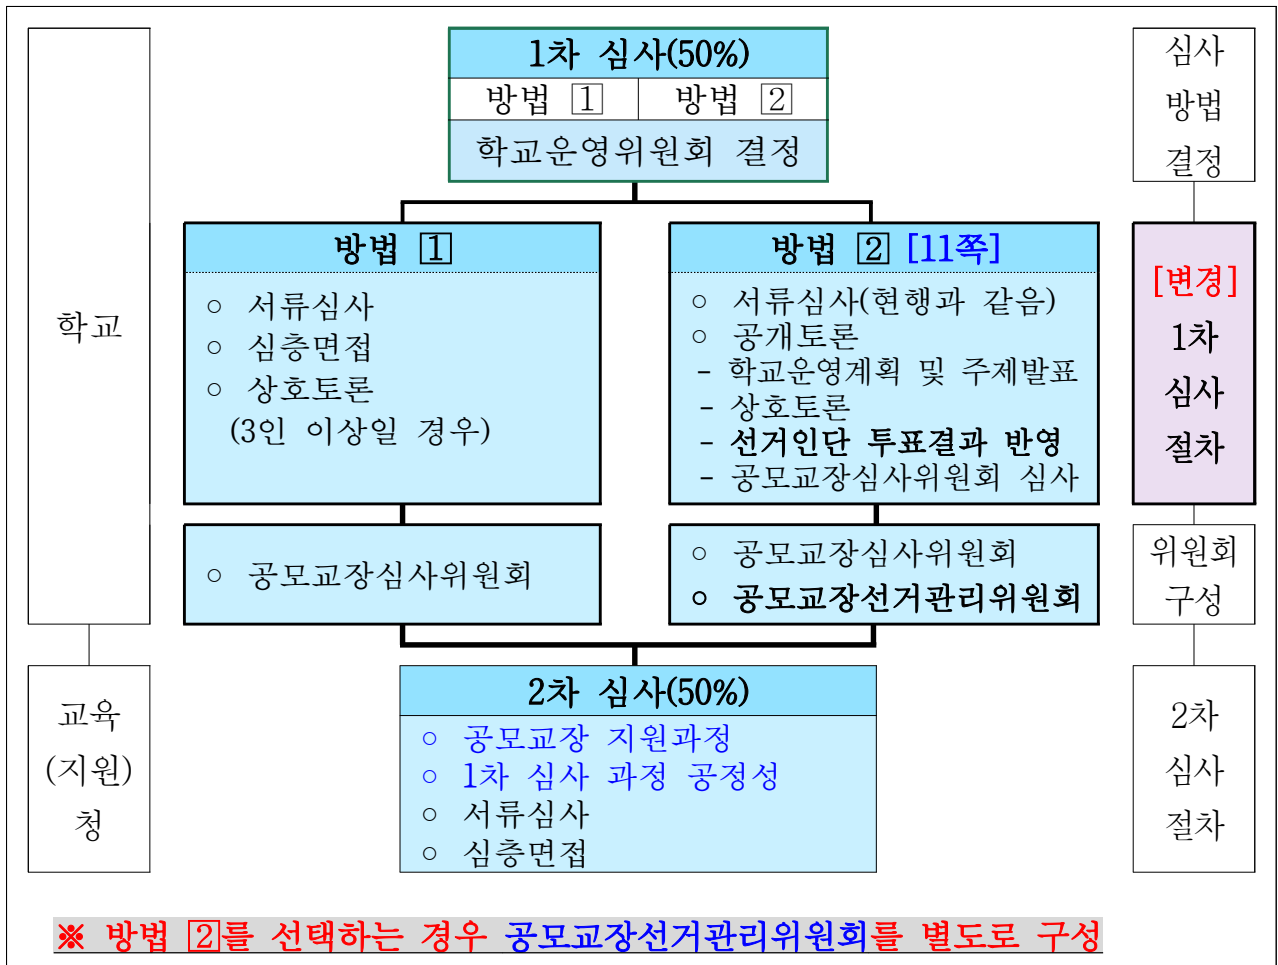 학교
1차 심사(50%)
방법 1 방법 2
학교운영위원회 결정
심사
방법
결정
방법 1
○ 서류심사
○ 심층면접
○ 상호토론
(3인 이상일 경우)
방법 2 [11쪽]
○ 서류심사(현행과 같음)
○ 공개토론
- 학교운영계획 및 주제발표
- 상호토론
- 선거인단 투표결과 반영
- 공모교장심사위원회 심사
[변경]
1차
심사
절차
○ 공모교장심사위원회
○ 공모교장심사위원회
○ 공모교장선거관리위원회
위원회
구성
교육
(지원)
청
2차 심사(50%)
○ 공모교장 지원과정
○ 1차 심사 과정 공정성
○ 서류심사
○ 심층면접
2차
심사
절차
※ 방법 2를 선택하는 경우 공모교장선거관리위원회를 별도로 구성